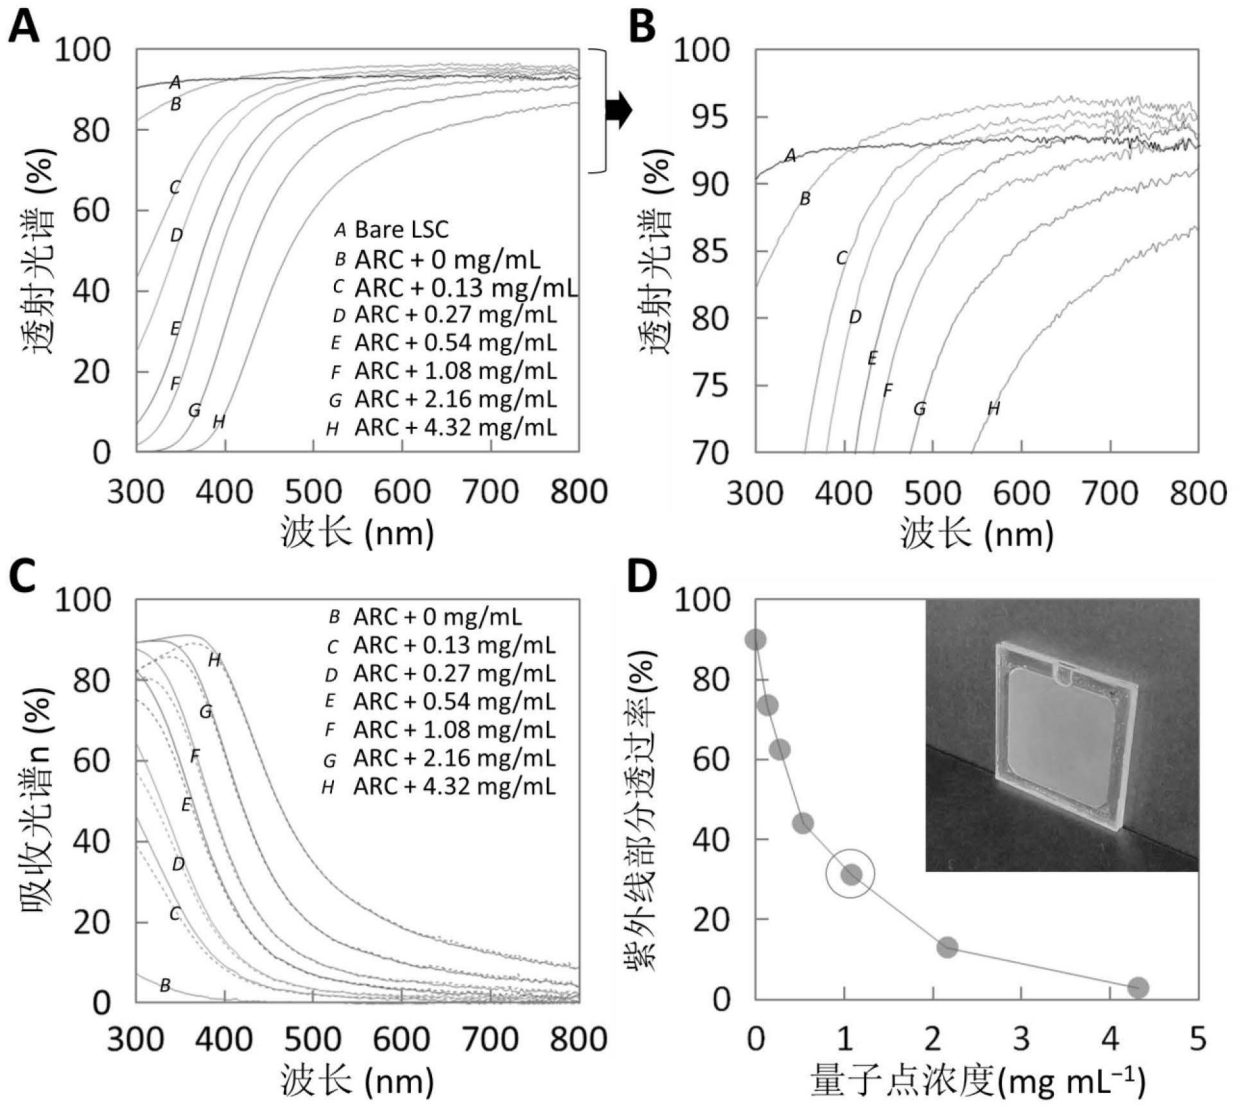 A
100
80
60
40
20
0
透射光谱 (%)
A
B
C
D
E
F
G
H
A Bare LSC
B ARC + 0 mg/mL
C ARC + 0.13 mg/mL
D ARC + 0.27 mg/mL
E ARC + 0.54 mg/mL
F ARC + 1.08 mg/mL
G ARC + 2.16 mg/mL
H ARC + 4.32 mg/mL
300 400 500 600 700 800
波长 (nm)
B
100
95
90
85
80
75
70
透射光谱 (%)
A
B
C
D
E
F
G
H
300 400 500 600 700 800
波长 (nm)
C
100
80
60
40
20
0
吸收光谱n (%)
B ARC + 0 mg/mL
C ARC + 0.13 mg/mL
D ARC + 0.27 mg/mL
E ARC + 0.54 mg/mL
F ARC + 1.08 mg/mL
G ARC + 2.16 mg/mL
H ARC + 4.32 mg/mL
H
G
F
E
D
C
B
300 400 500 600 700 800
波长 (nm)
D
100
80
60
40
20
0
紫外线部分透过率(%)
0 1 2 3 4 5
量子点浓度(mg mL⁻¹)